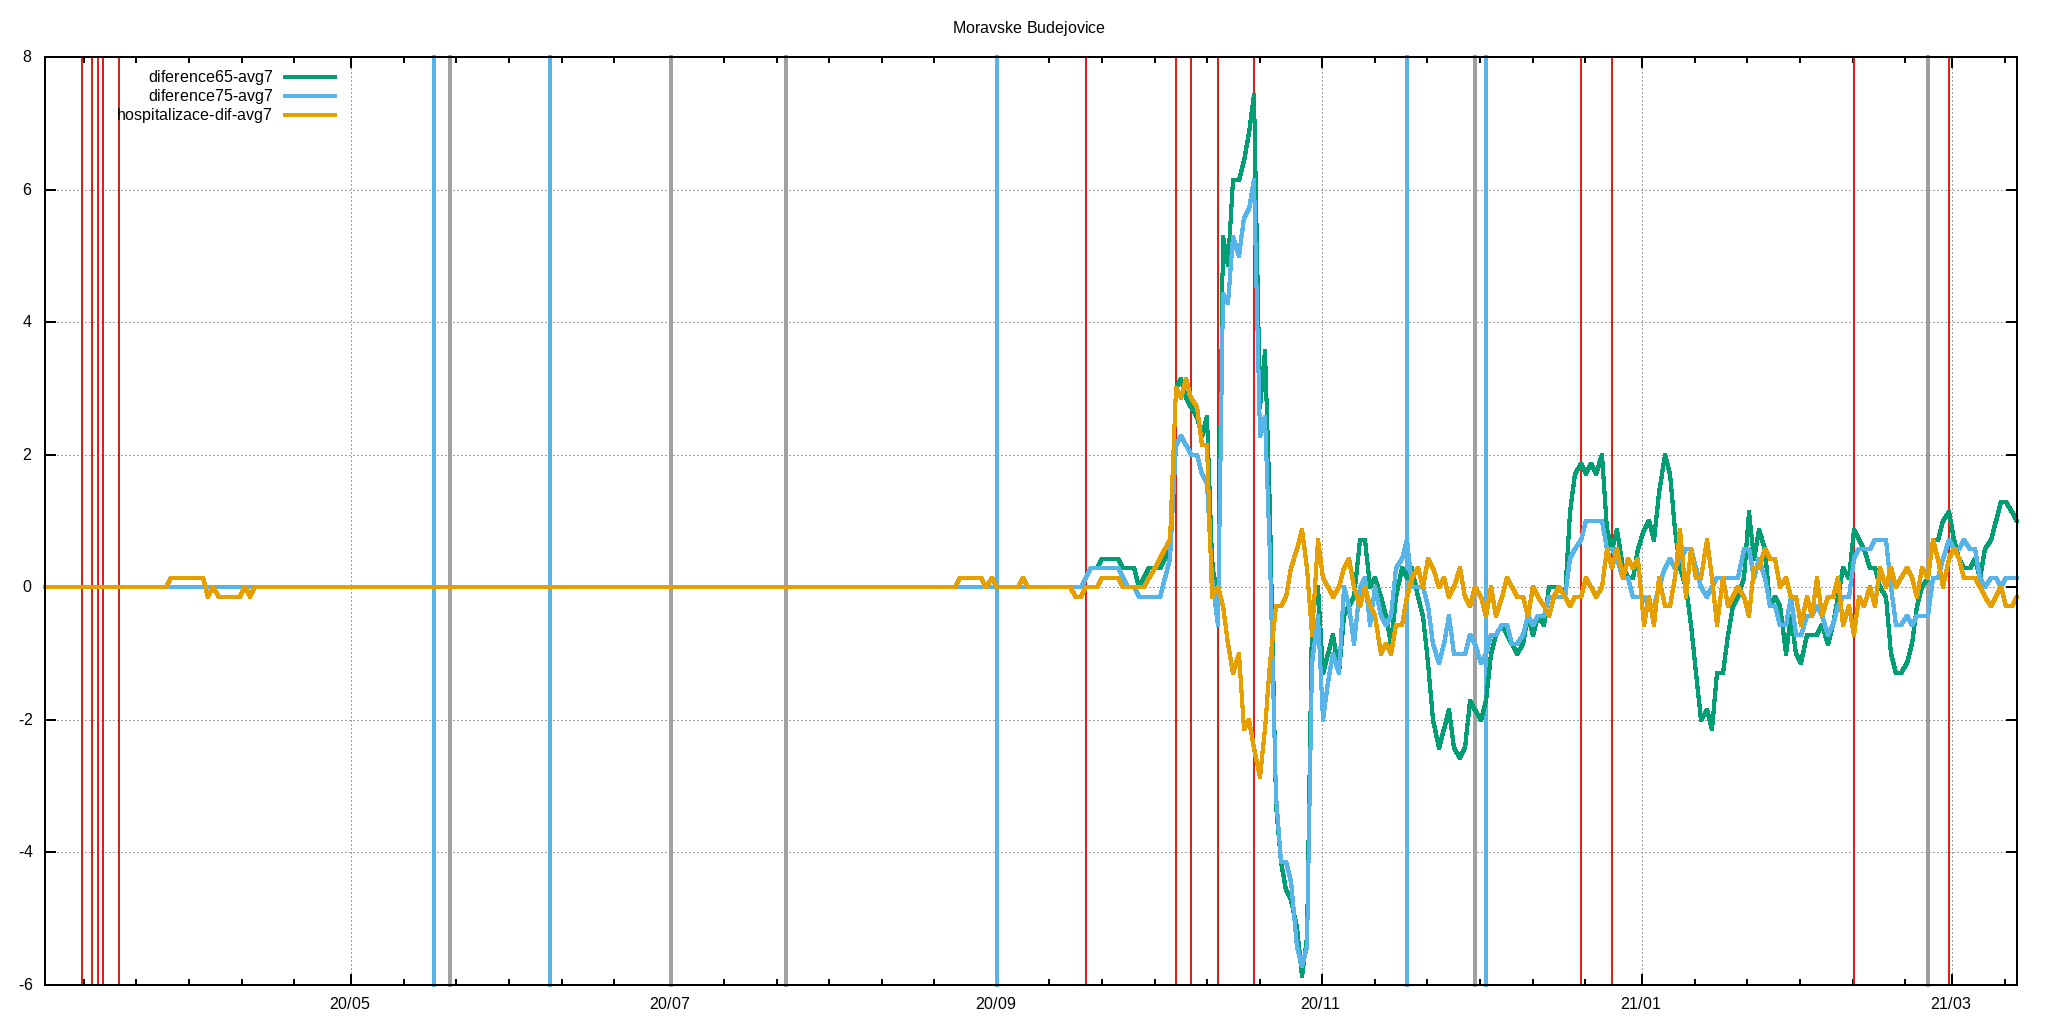 Moravske Budejovice
8
diference65-avg7
diference75-avg7
hospitalizace-dif-avg7
6
4
2
0
-2
-4
-6
20/05 20/07 20/09 20/11 21/01 21/03